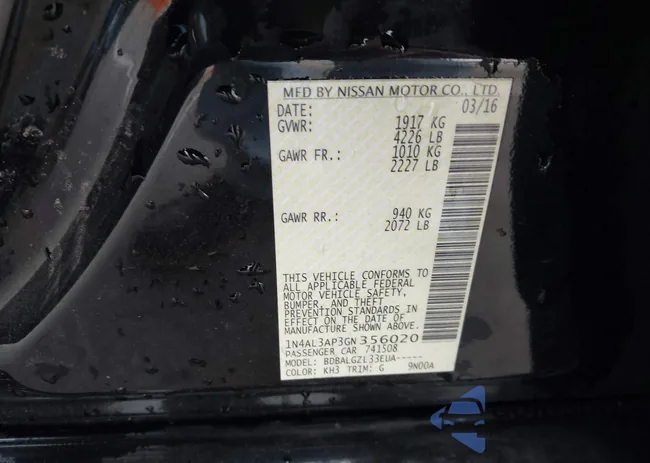 MFD BY NISSAN MOTOR CO., LTD.
DATE: 03/16
GVWR: 1917 KG
4226 LB
GAWR FR.: 1010 KG
2227 LB
GAWR RR.: 940 KG
2072 LB
THIS VEHICLE CONFORMS TO
ALL APPLICABLE FEDERAL
MOTOR VEHICLE SAFETY,
BUMPER, AND THEFT
PREVENTION STANDARDS IN
EFFECT ON THE DATE OF
MANUFACTURE SHOWN ABOVE.
1N4AL3AP3GN356020
PASSENGER CAR 741508
MODEL: BDBALGZL33EUA-----
COLOR: KH3 TRIM: G 9N00A